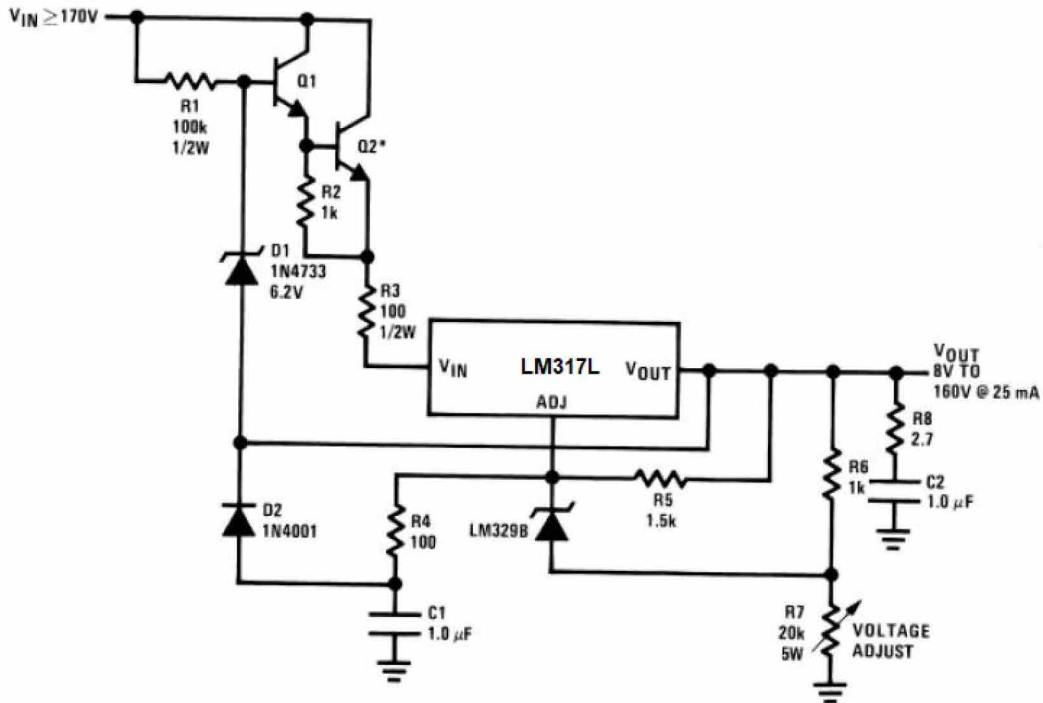 VIN ≥170V
R1
100k
1/2W
Q1
Q2*
R2
1k
D1
1N4733
6.2V
R3
100
1/2W
VIN
LM317L
VOUT
ADJ
VOUT
8V TO
160V @ 25 mA
R8
2.7
C2
1.0 μF
R6
1k
R5
1.5k
D2
1N4001
R4
100
LM329B
C1
1.0 μF
R7
20k
5W
VOLTAGE
ADJUST